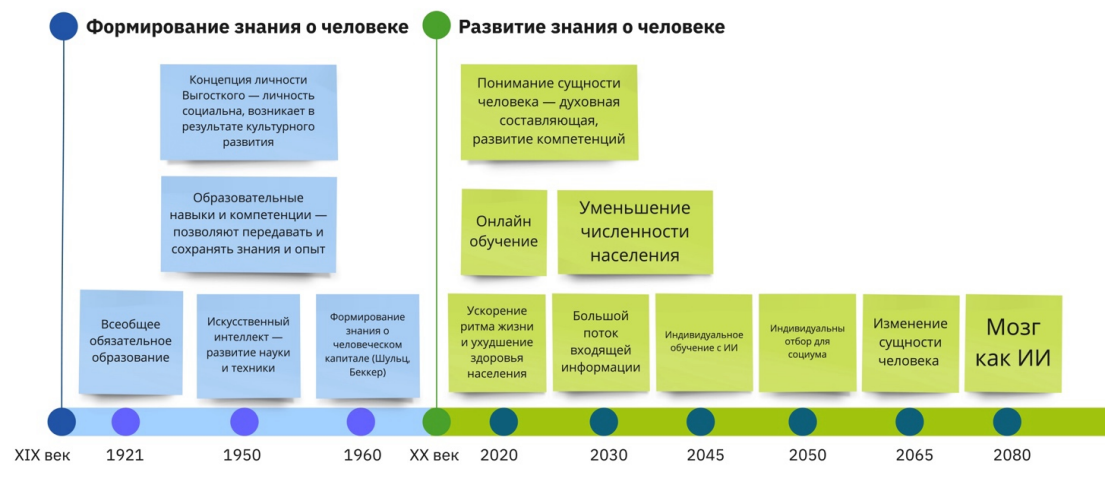 Формирование знания о человеке
Развитие знания о человеке
Концепция личности
Выгосткого — личность
социальна, возникает в
результате культурного
развития
Понимание сущности
человека — духовная
составляющая,
развитие компетенций
Образовательные
навыки и компетенции —
позволяют передавать и
сохранять знания и опыт
Онлайн
обучение
Уменьшение
численности
населения
Всеобщее
обязательное
образование
Искусственный
интеллект —
развитие науки
и техники
Формирование
знания о
человеческом
капитале (Шульц,
Беккер)
Ускорение
ритма жизни
и ухудшение
здоровья
населения
Большой
поток
входящей
информации
Индивидуальное
обучение с ИИ
Индивидуальны
отбор для
социума
Изменение
сущности
человека
Мозг
как ИИ
XIX век
1921
1950
1960
XX век
2020
2030
2045
2050
2065
2080